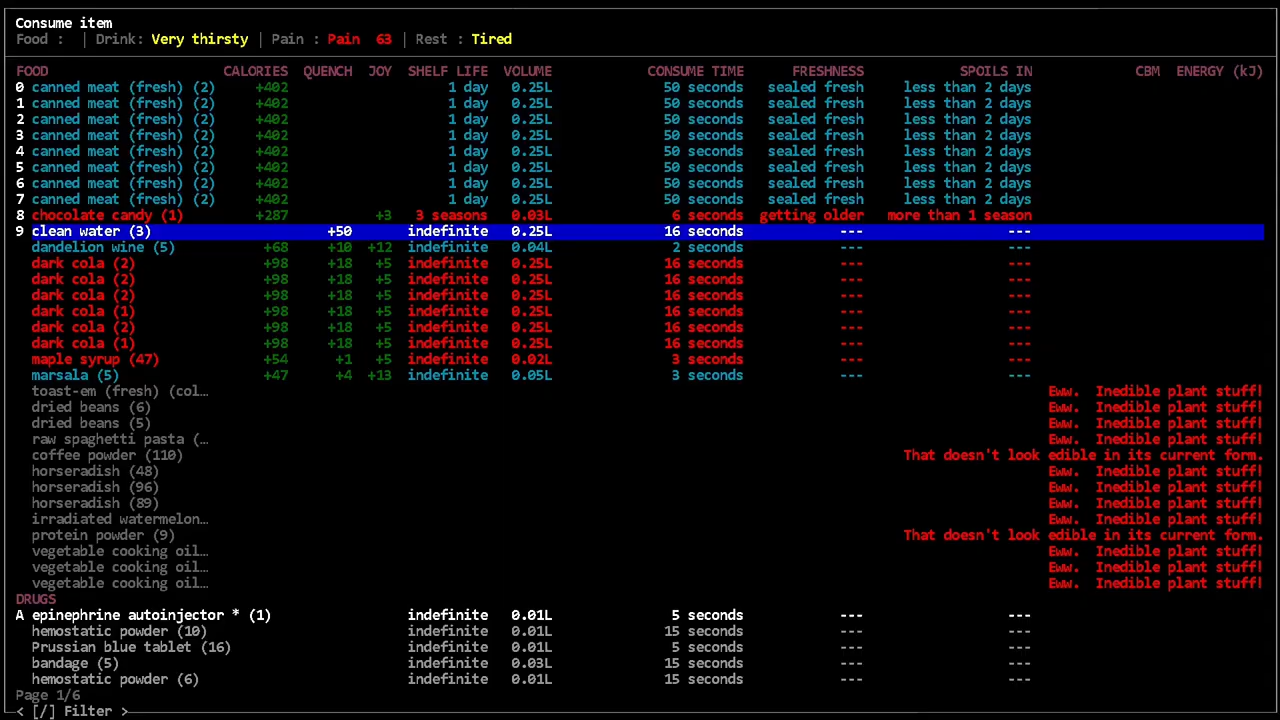 Consume item
Food :  | Drink: Very thirsty | Pain : Pain  63 | Rest : Tired
FOOD CALORIES QUENCH JOY SHELF LIFE VOLUME CONSUME TIME FRESHNESS SPOILS IN CBM ENERGY (kJ)
0 canned meat (fresh) (2) +402 1 day 0.25L 50 seconds sealed fresh less than 2 days
1 canned meat (fresh) (2) +402 1 day 0.25L 50 seconds sealed fresh less than 2 days
2 canned meat (fresh) (2) +402 1 day 0.25L 50 seconds sealed fresh less than 2 days
3 canned meat (fresh) (2) +402 1 day 0.25L 50 seconds sealed fresh less than 2 days
4 canned meat (fresh) (2) +402 1 day 0.25L 50 seconds sealed fresh less than 2 days
5 canned meat (fresh) (2) +402 1 day 0.25L 50 seconds sealed fresh less than 2 days
6 canned meat (fresh) (2) +402 1 day 0.25L 50 seconds sealed fresh less than 2 days
7 canned meat (fresh) (2) +402 1 day 0.25L 50 seconds sealed fresh less than 2 days
8 chocolate candy (1) +287 +3 3 seasons 0.03L 6 seconds getting older more than 1 season
9 clean water (3) +50 indefinite 0.25L 16 seconds --- ---
dandelion wine (5) +68 +10 +12 indefinite 0.04L 2 seconds --- ---
dark cola (2) +98 +18 +5 indefinite 0.25L 16 seconds --- ---
dark cola (2) +98 +18 +5 indefinite 0.25L 16 seconds --- ---
dark cola (2) +98 +18 +5 indefinite 0.25L 16 seconds --- ---
dark cola (1) +98 +18 +5 indefinite 0.25L 16 seconds --- ---
dark cola (2) +98 +18 +5 indefinite 0.25L 16 seconds --- ---
dark cola (1) +98 +18 +5 indefinite 0.25L 16 seconds --- ---
maple syrup (47) +54 +1 +5 indefinite 0.02L 3 seconds --- ---
marsala (5) +47 +4 +13 indefinite 0.05L 3 seconds --- ---
toast-em (fresh) (col… Eww.  Inedible plant stuff!
dried beans (6) Eww.  Inedible plant stuff!
dried beans (5) Eww.  Inedible plant stuff!
raw spaghetti pasta (… Eww.  Inedible plant stuff!
coffee powder (110) That doesn't look edible in its current form.
horseradish (48) Eww.  Inedible plant stuff!
horseradish (96) Eww.  Inedible plant stuff!
horseradish (89) Eww.  Inedible plant stuff!
irradiated watermelon… Eww.  Inedible plant stuff!
protein powder (9) That doesn't look edible in its current form.
vegetable cooking oil… Eww.  Inedible plant stuff!
vegetable cooking oil… Eww.  Inedible plant stuff!
vegetable cooking oil… Eww.  Inedible plant stuff!
DRUGS
A epinephrine autoinjector * (1) indefinite 0.01L 5 seconds --- ---
hemostatic powder (10) indefinite 0.01L 15 seconds --- ---
Prussian blue tablet (16) indefinite 0.01L 5 seconds --- ---
bandage (5) indefinite 0.03L 15 seconds --- ---
hemostatic powder (6) indefinite 0.01L 15 seconds --- ---
Page 1/6
< [/] Filter >